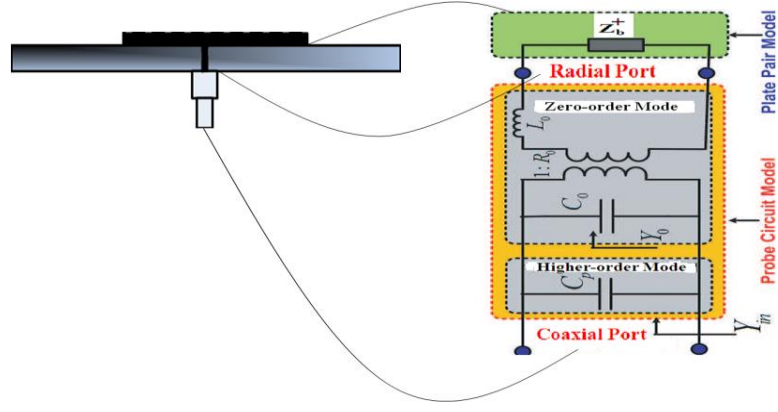 Z_b^+
Plate Pair Model
Radial Port
Zero-order Mode
L_0
1: R_0
C_0
Y_0
Probe Circuit Model
Higher-order Mode
C_p
Coaxial Port
Y_in